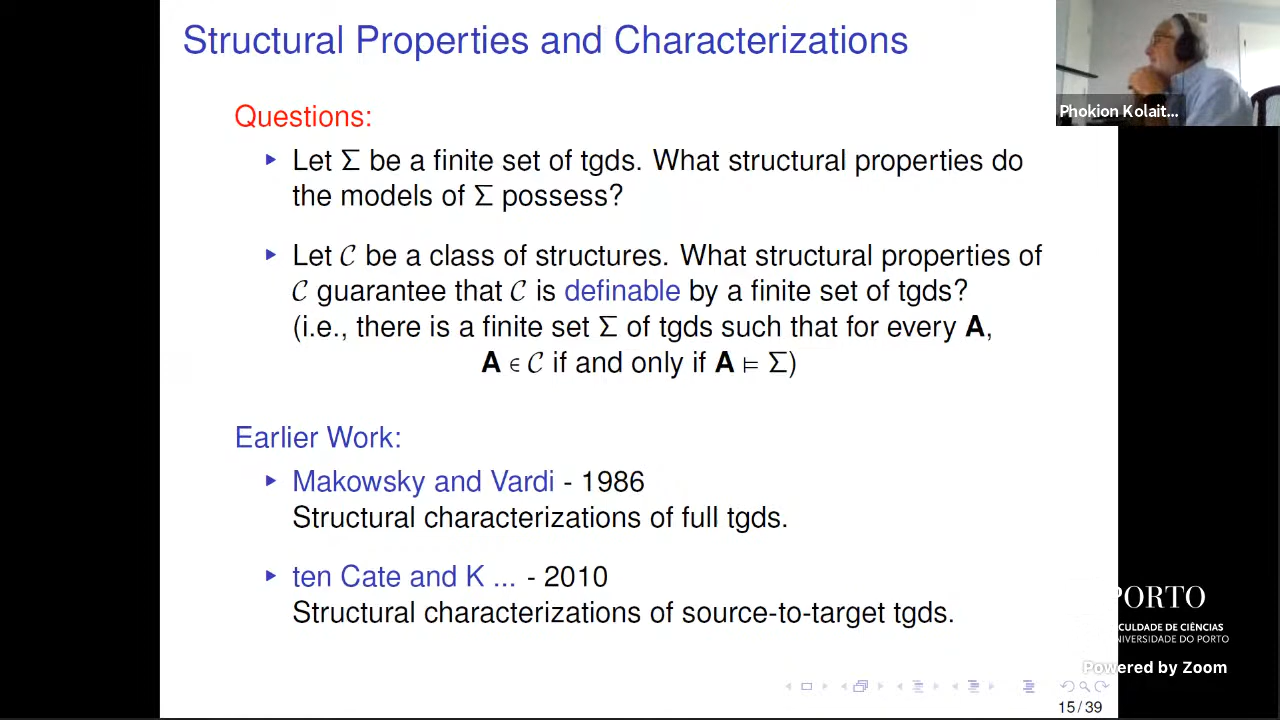 Structural Properties and Characterizations
Phokion Kolait...
Questions:
Let Σ be a finite set of tgds. What structural properties do
the models of Σ possess?
Let 𝒞 be a class of structures. What structural properties of
𝒞 guarantee that 𝒞 is definable by a finite set of tgds?
(i.e., there is a finite set Σ of tgds such that for every A,
A ∈ 𝒞 if and only if A ⊨ Σ)
Earlier Work:
Makowsky and Vardi - 1986
Structural characterizations of full tgds.
ten Cate and K ... - 2010
Structural characterizations of source-to-target tgds.
PORTO
CULDADE DE CIÊNCIAS
NIVERSIDADE DO PORTO
Powered by Zoom
15 / 39